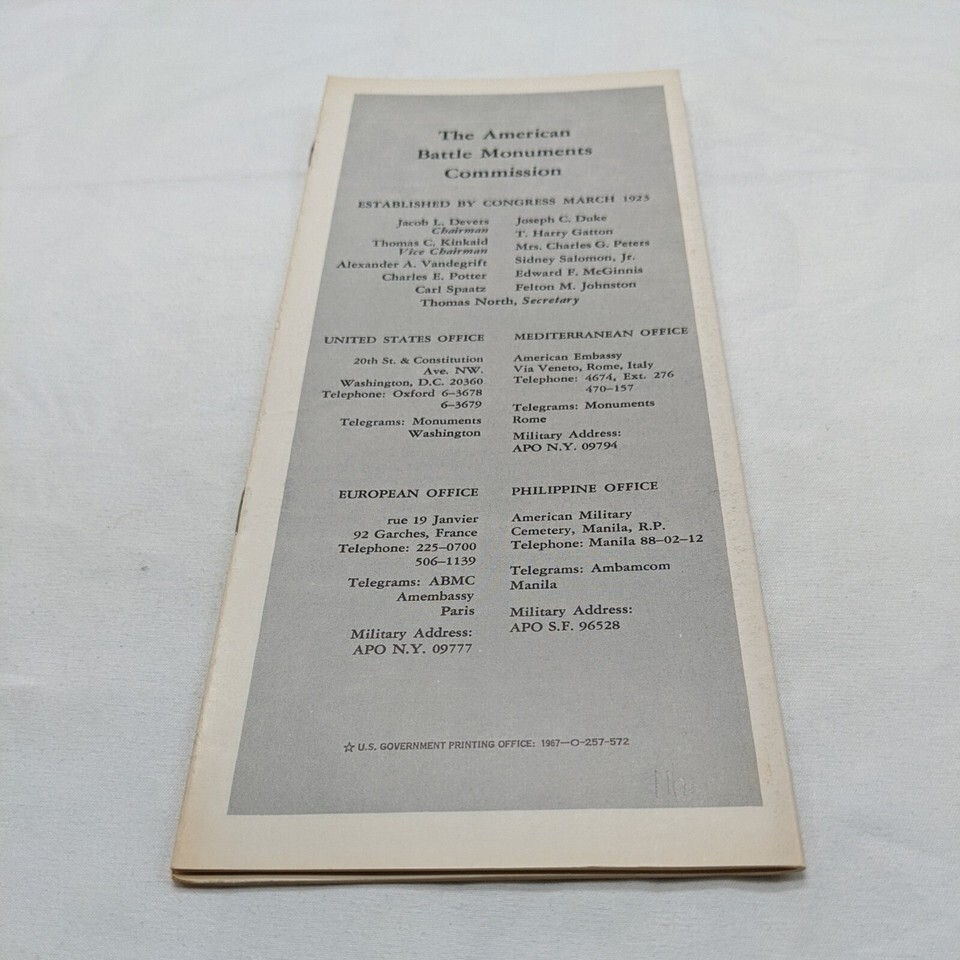 The American
Battle Monuments
Commission
ESTABLISHED BY CONGRESS MARCH 1923
Jacob L. Devers
Chairman
Thomas C. Kinkaid
Vice Chairman
Alexander A. Vandegrift
Charles E. Potter
Carl Spaatz
Joseph C. Duke
T. Harry Gatton
Mrs. Charles G. Peters
Sidney Salomon, Jr.
Edward F. McGinnis
Felton M. Johnston
Thomas North, Secretary
UNITED STATES OFFICE
20th St. & Constitution
Ave. NW.
Washington, D.C. 20360
Telephone: Oxford 6–3678
6–3679
Telegrams: Monuments
Washington
MEDITERRANEAN OFFICE
American Embassy
Via Veneto, Rome, Italy
Telephone: 4674, Ext. 276
470–157
Telegrams: Monuments
Rome
Military Address:
APO N.Y. 09794
EUROPEAN OFFICE
rue 19 Janvier
92 Garches, France
Telephone: 225–0700
506–1139
Telegrams: ABMC
Amembassy
Paris
Military Address:
APO N.Y. 09777
PHILIPPINE OFFICE
American Military
Cemetery, Manila, R.P.
Telephone: Manila 88–02–12
Telegrams: Ambamcom
Manila
Military Address:
APO S.F. 96528
☆ U.S. GOVERNMENT PRINTING OFFICE: 1967—O-257-572